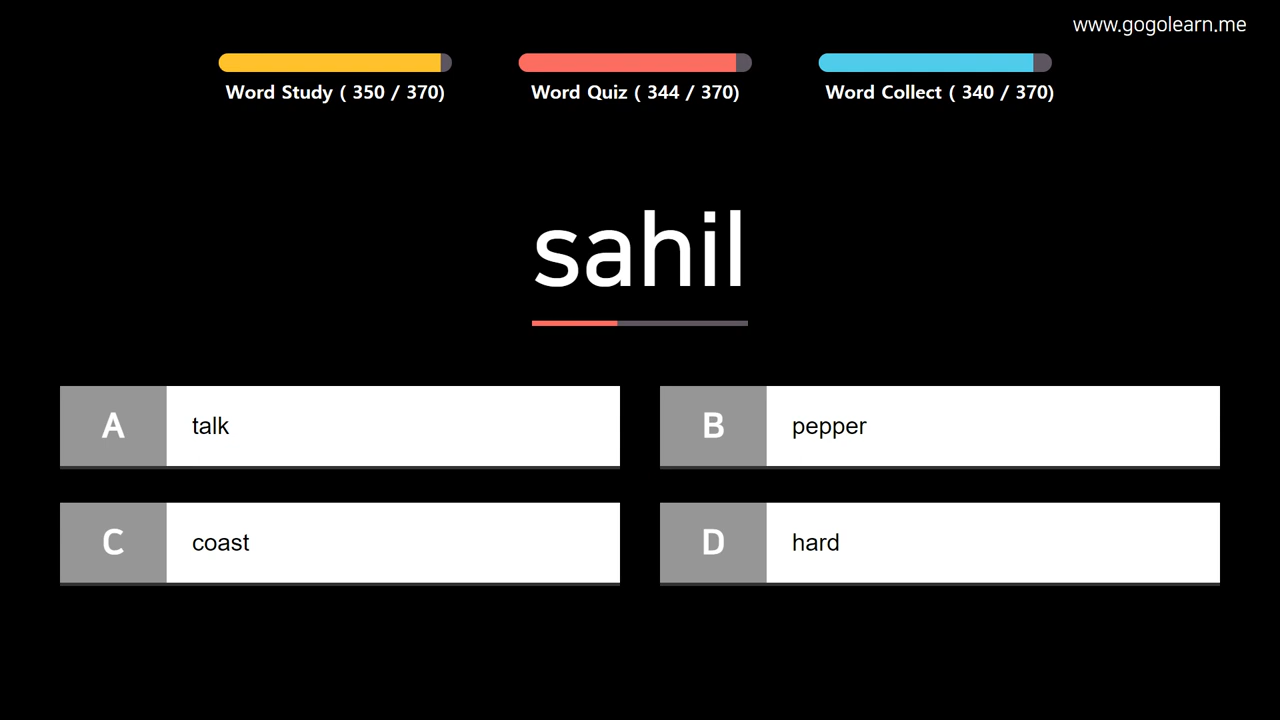 www.gogolearn.me
Word Study ( 350 / 370)
Word Quiz ( 344 / 370)
Word Collect ( 340 / 370)
sahil
A talk
B pepper
C coast
D hard